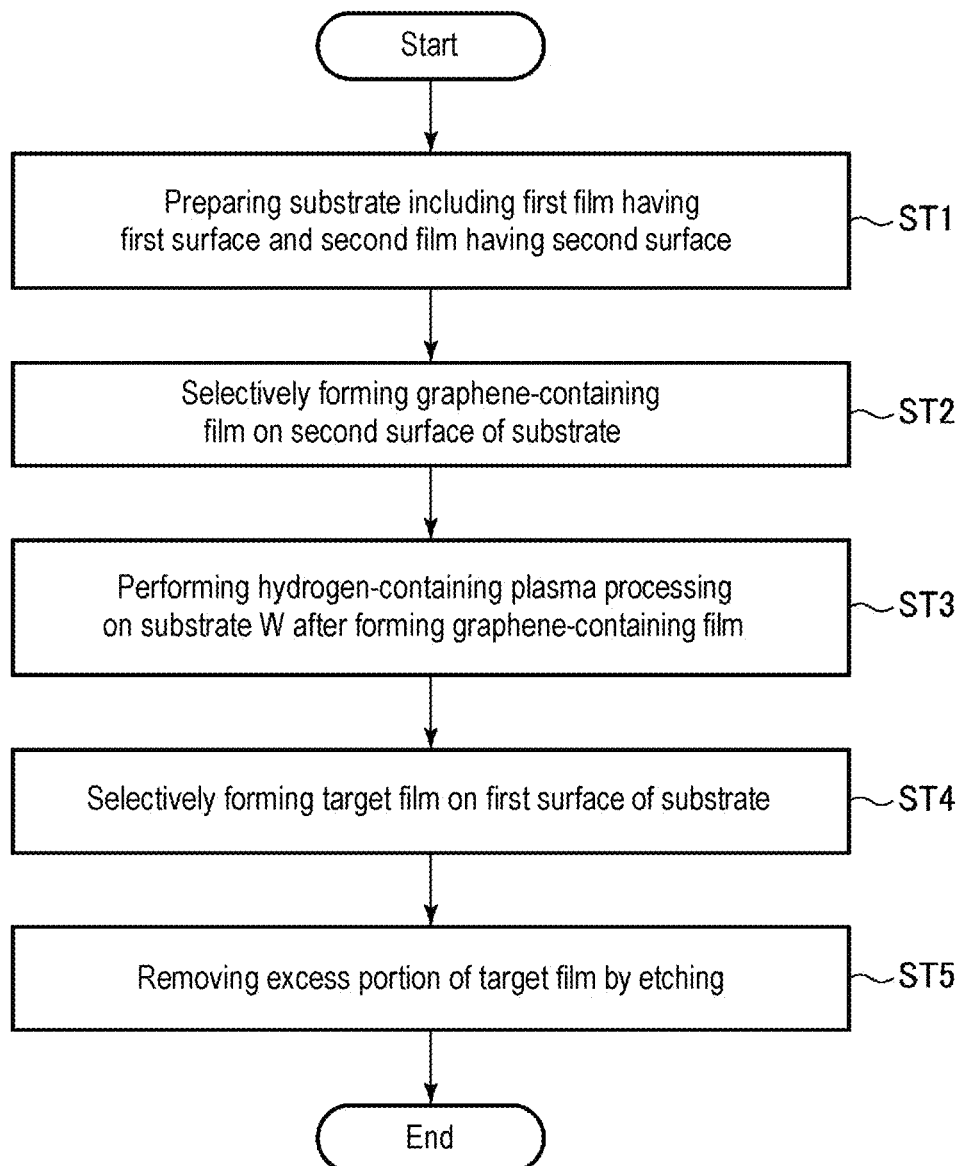 Start
Preparing substrate including first film having
first surface and second film having second surface
ST1
Selectively forming graphene-containing
film on second surface of substrate
ST2
Performing hydrogen-containing plasma processing
on substrate W after forming graphene-containing film
ST3
Selectively forming target film on first surface of substrate
ST4
Removing excess portion of target film by etching
ST5
End